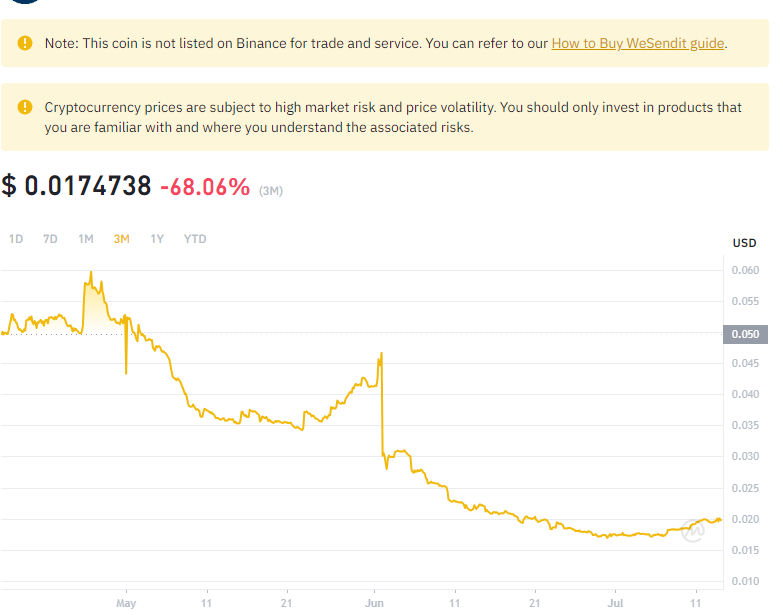 Note: This coin is not listed on Binance for trade and service. You can refer to our How to Buy WeSendit guide.
Cryptocurrency prices are subject to high market risk and price volatility. You should only invest in products that
you are familiar with and where you understand the associated risks.
$ 0.0174738 -68.06% (3M)
1D 7D 1M 3M 1Y YTD
USD
0.060
0.055
0.050
0.045
0.040
0.035
0.030
0.025
0.020
0.015
0.010
May 11 21 Jun 11 21 Jul 11